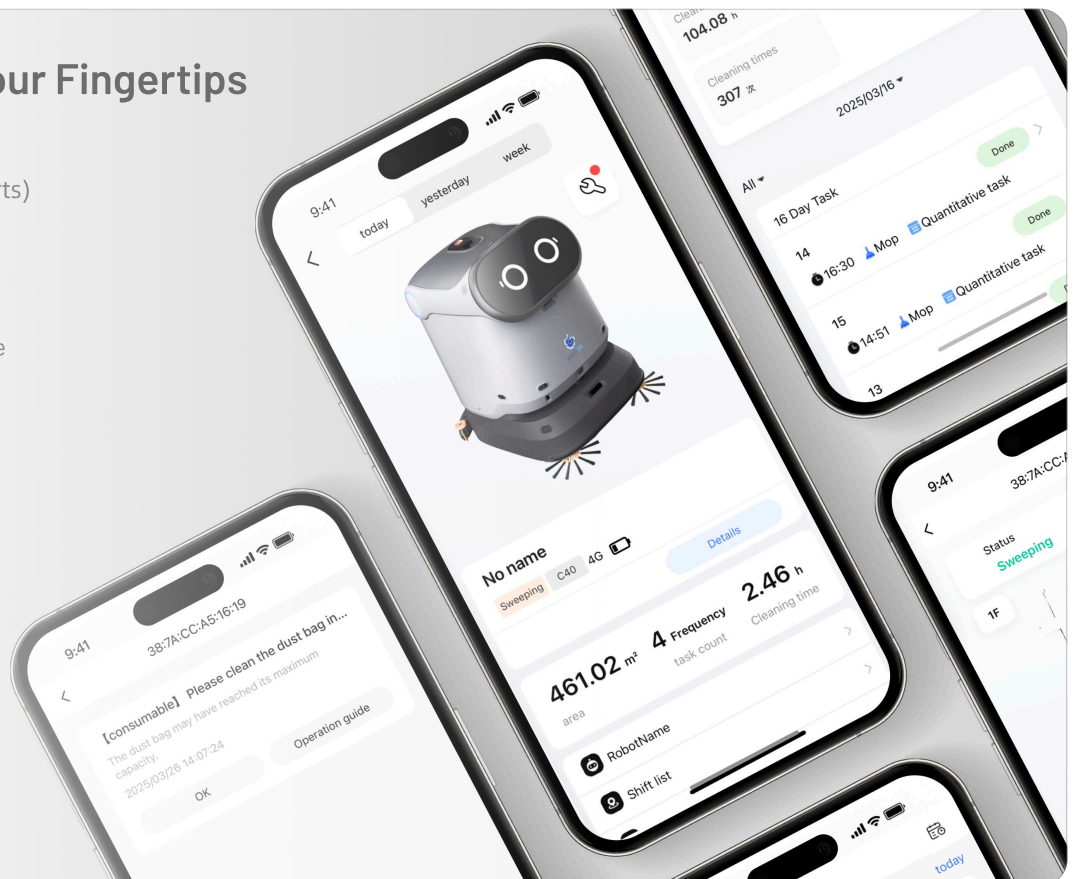 our Fingertips
rts)
e
9:41
today yesterday week
No name
Sweeping C40 4G
Details
461.02 m² 4 Frequency 2.46 h
area task count Cleaning time
RobotName
Shift list
104.08 h
Cleaning times
307 次
2025/03/16
All
16 Day Task
14 Done
16:30 Mop Quantitative task
15 Done
14:51 Mop Quantitative task
13
9:41
38:7A:CC:A5:16:19
【consumable】 Please clean the dust bag in...
The dust bag may have reached its maximum
capacity.
2025/03/26 14:07:24
OK Operation guide
9:41
38:7A:CC:
Status
Sweeping
1F
today